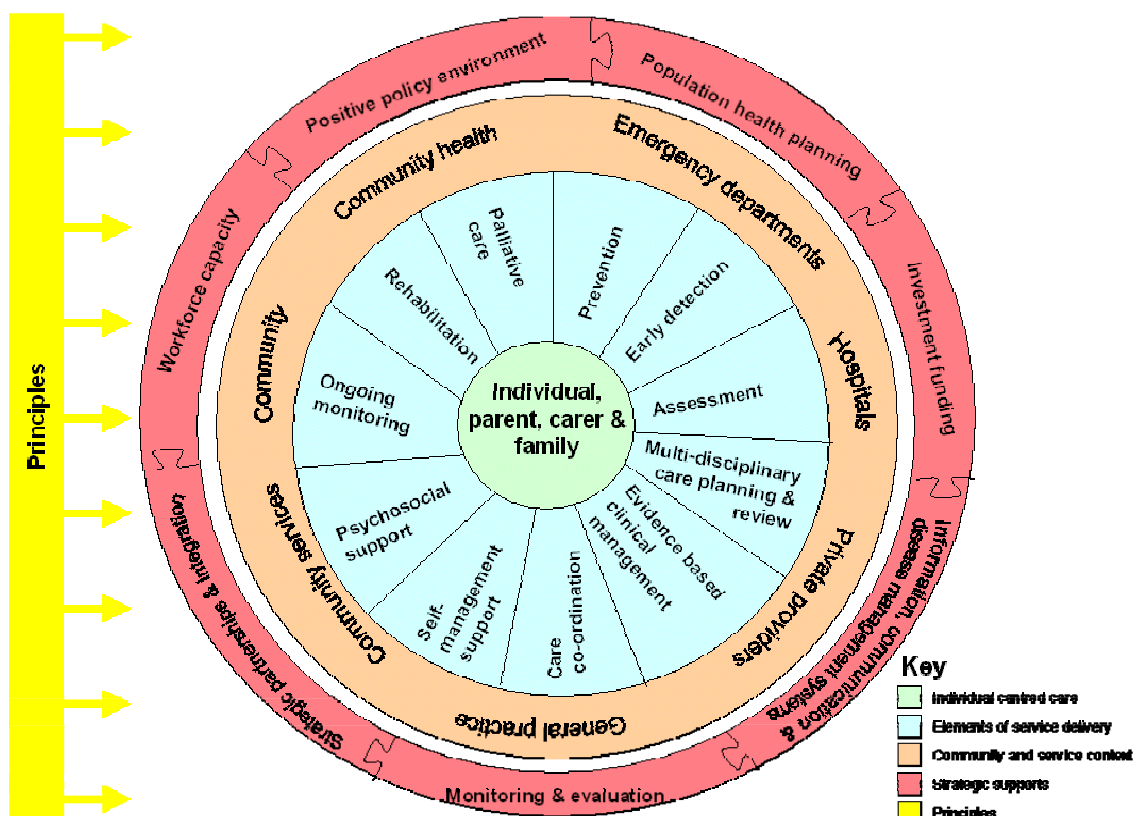 Principles
Positive policy environment
Population health planning
Investment funding
Information, communication &
disease management systems
Monitoring & evaluation
Strategic partnerships & integration
Workforce capacity
Community health
Emergency departments
Hospitals
Private providers
General practice
Community services
Community
Prevention
Early detection
Assessment
Multi-disciplinary
care planning &
review
Evidence based
clinical
management
Care
co-ordination
Self-
management
support
Psychosocial
support
Ongoing
monitoring
Rehabilitation
Palliative
care
Individual,
parent, carer &
family
Key
Individual centred care
Elements of service delivery
Community and service context
Strategic supports
Principles